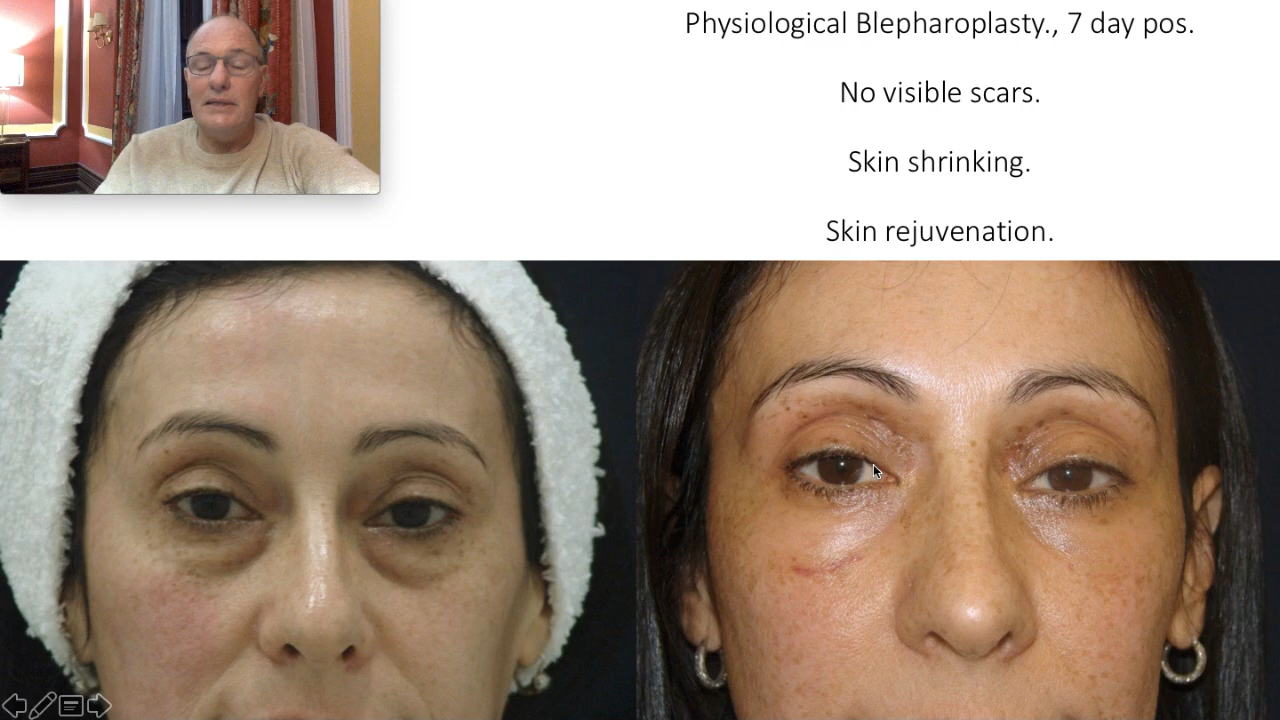 Physiological Blepharoplasty., 7 day pos.
No visible scars.
Skin shrinking.
Skin rejuvenation.